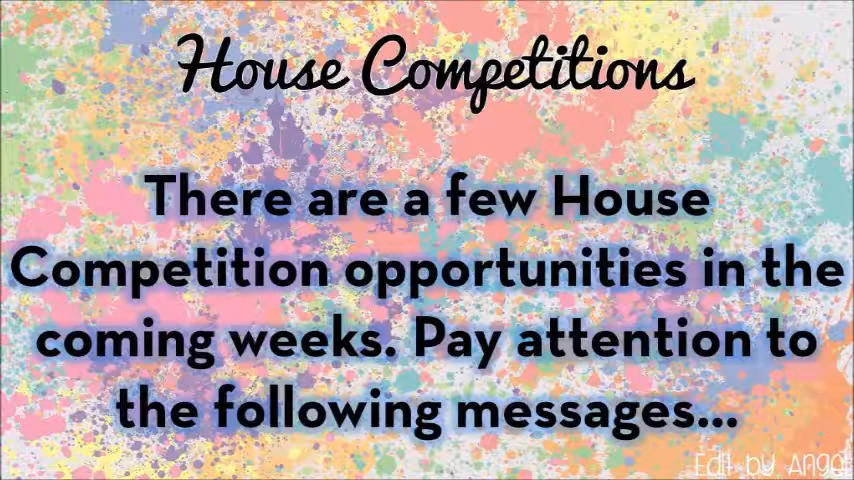 House Competitions
There are a few House
Competition opportunities in the
coming weeks. Pay attention to
the following messages...
Edit by Angel